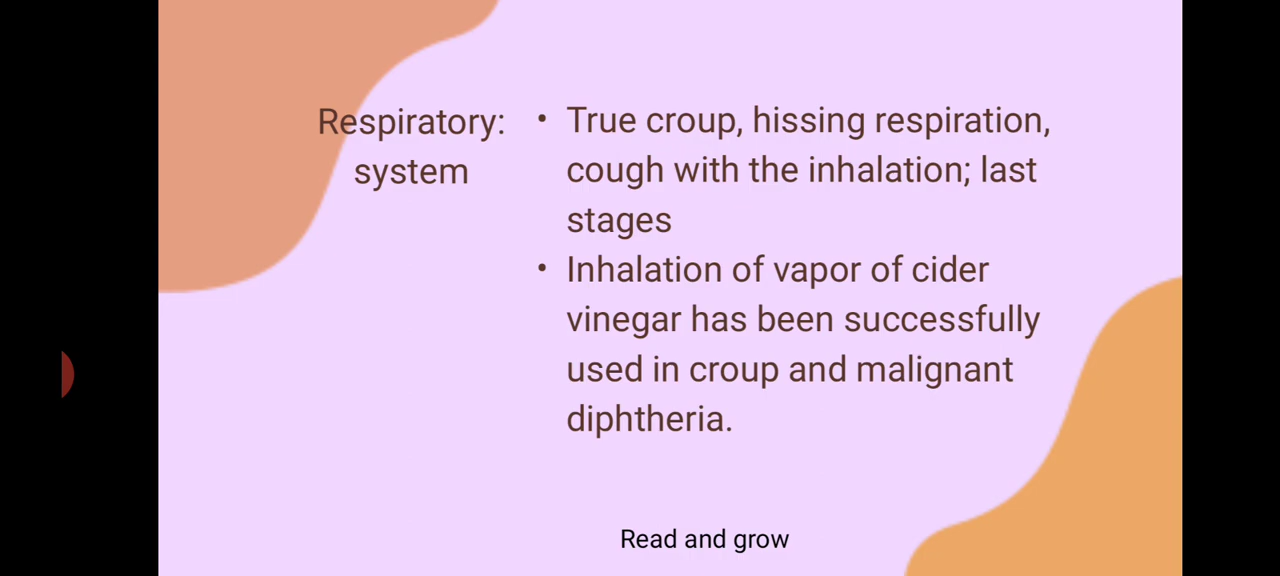 Respiratory:
system
• True croup, hissing respiration,
cough with the inhalation; last
stages
• Inhalation of vapor of cider
vinegar has been successfully
used in croup and malignant
diphtheria.
Read and grow